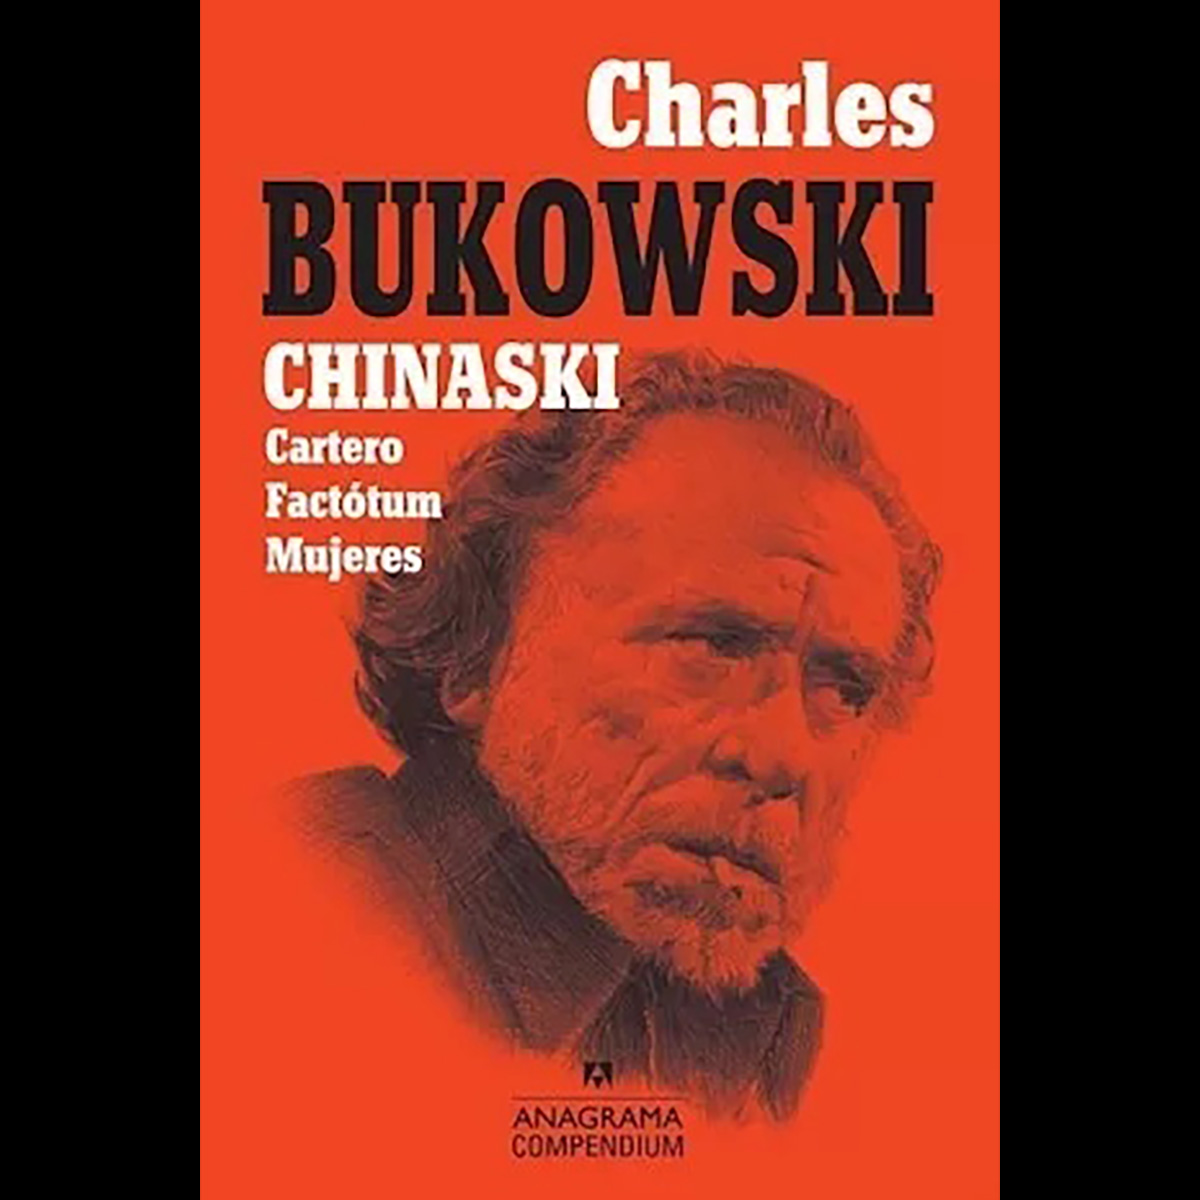 Charles
BUKOWSKI
CHINASKI
Cartero
Factótum
Mujeres
ANAGRAMA
COMPENDIUM